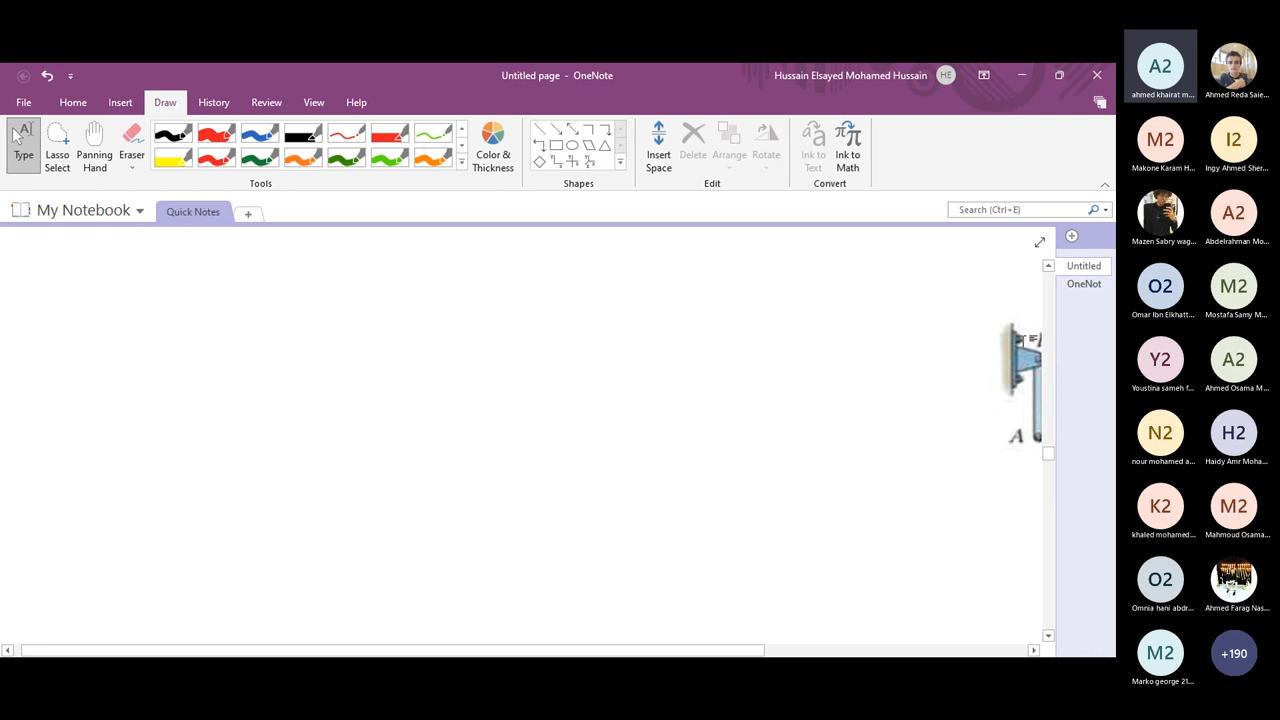 Untitled page - OneNote
Hussain Elsayed Mohamed Hussain
HE
File
Home
Insert
Draw
History
Review
View
Help
Type
Lasso Select
Panning Hand
Eraser
Color & Thickness
Insert Space
Delete
Arrange
Rotate
Ink to Text
Ink to Math
Tools
Shapes
Edit
Convert
My Notebook
Quick Notes
Search (Ctrl+E)
Untitled
OneNot
A
A2
ahmed khairat m...
Ahmed Reda Saie...
M2
Makone Karam H...
I2
Ingy Ahmed Sher...
Mazen Sabry wag...
A2
Abdelrahman Mo...
O2
Omar Ibn Elkhatt...
M2
Mostafa Samy M...
Y2
Youstina sameh f...
A2
Ahmed Osama M...
N2
nour mohamed a...
H2
Haidy Amr Moha...
K2
khaled mohamed...
M2
Mahmoud Osama...
O2
Omnia hani abdr...
Ahmed Farag Nas...
M2
Marko george 21...
+190